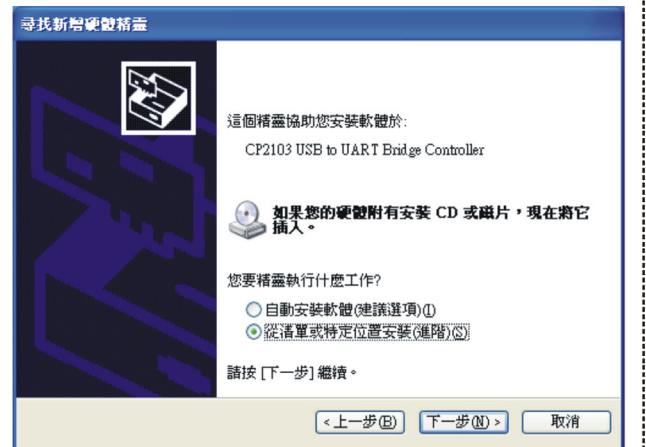 尋找新增硬體精靈
這個精靈協助您安裝軟體於:
CP2103 USB to UART Bridge Controller
如果您的硬體附有安裝 CD 或磁片，現在將它
插入。
您要精靈執行什麼工作?
自動安裝軟體(建議選項)(I)
從清單或特定位置安裝(進階)(S)
請按 [下一步] 繼續。
<上一步(B) 下一步(N)> 取消